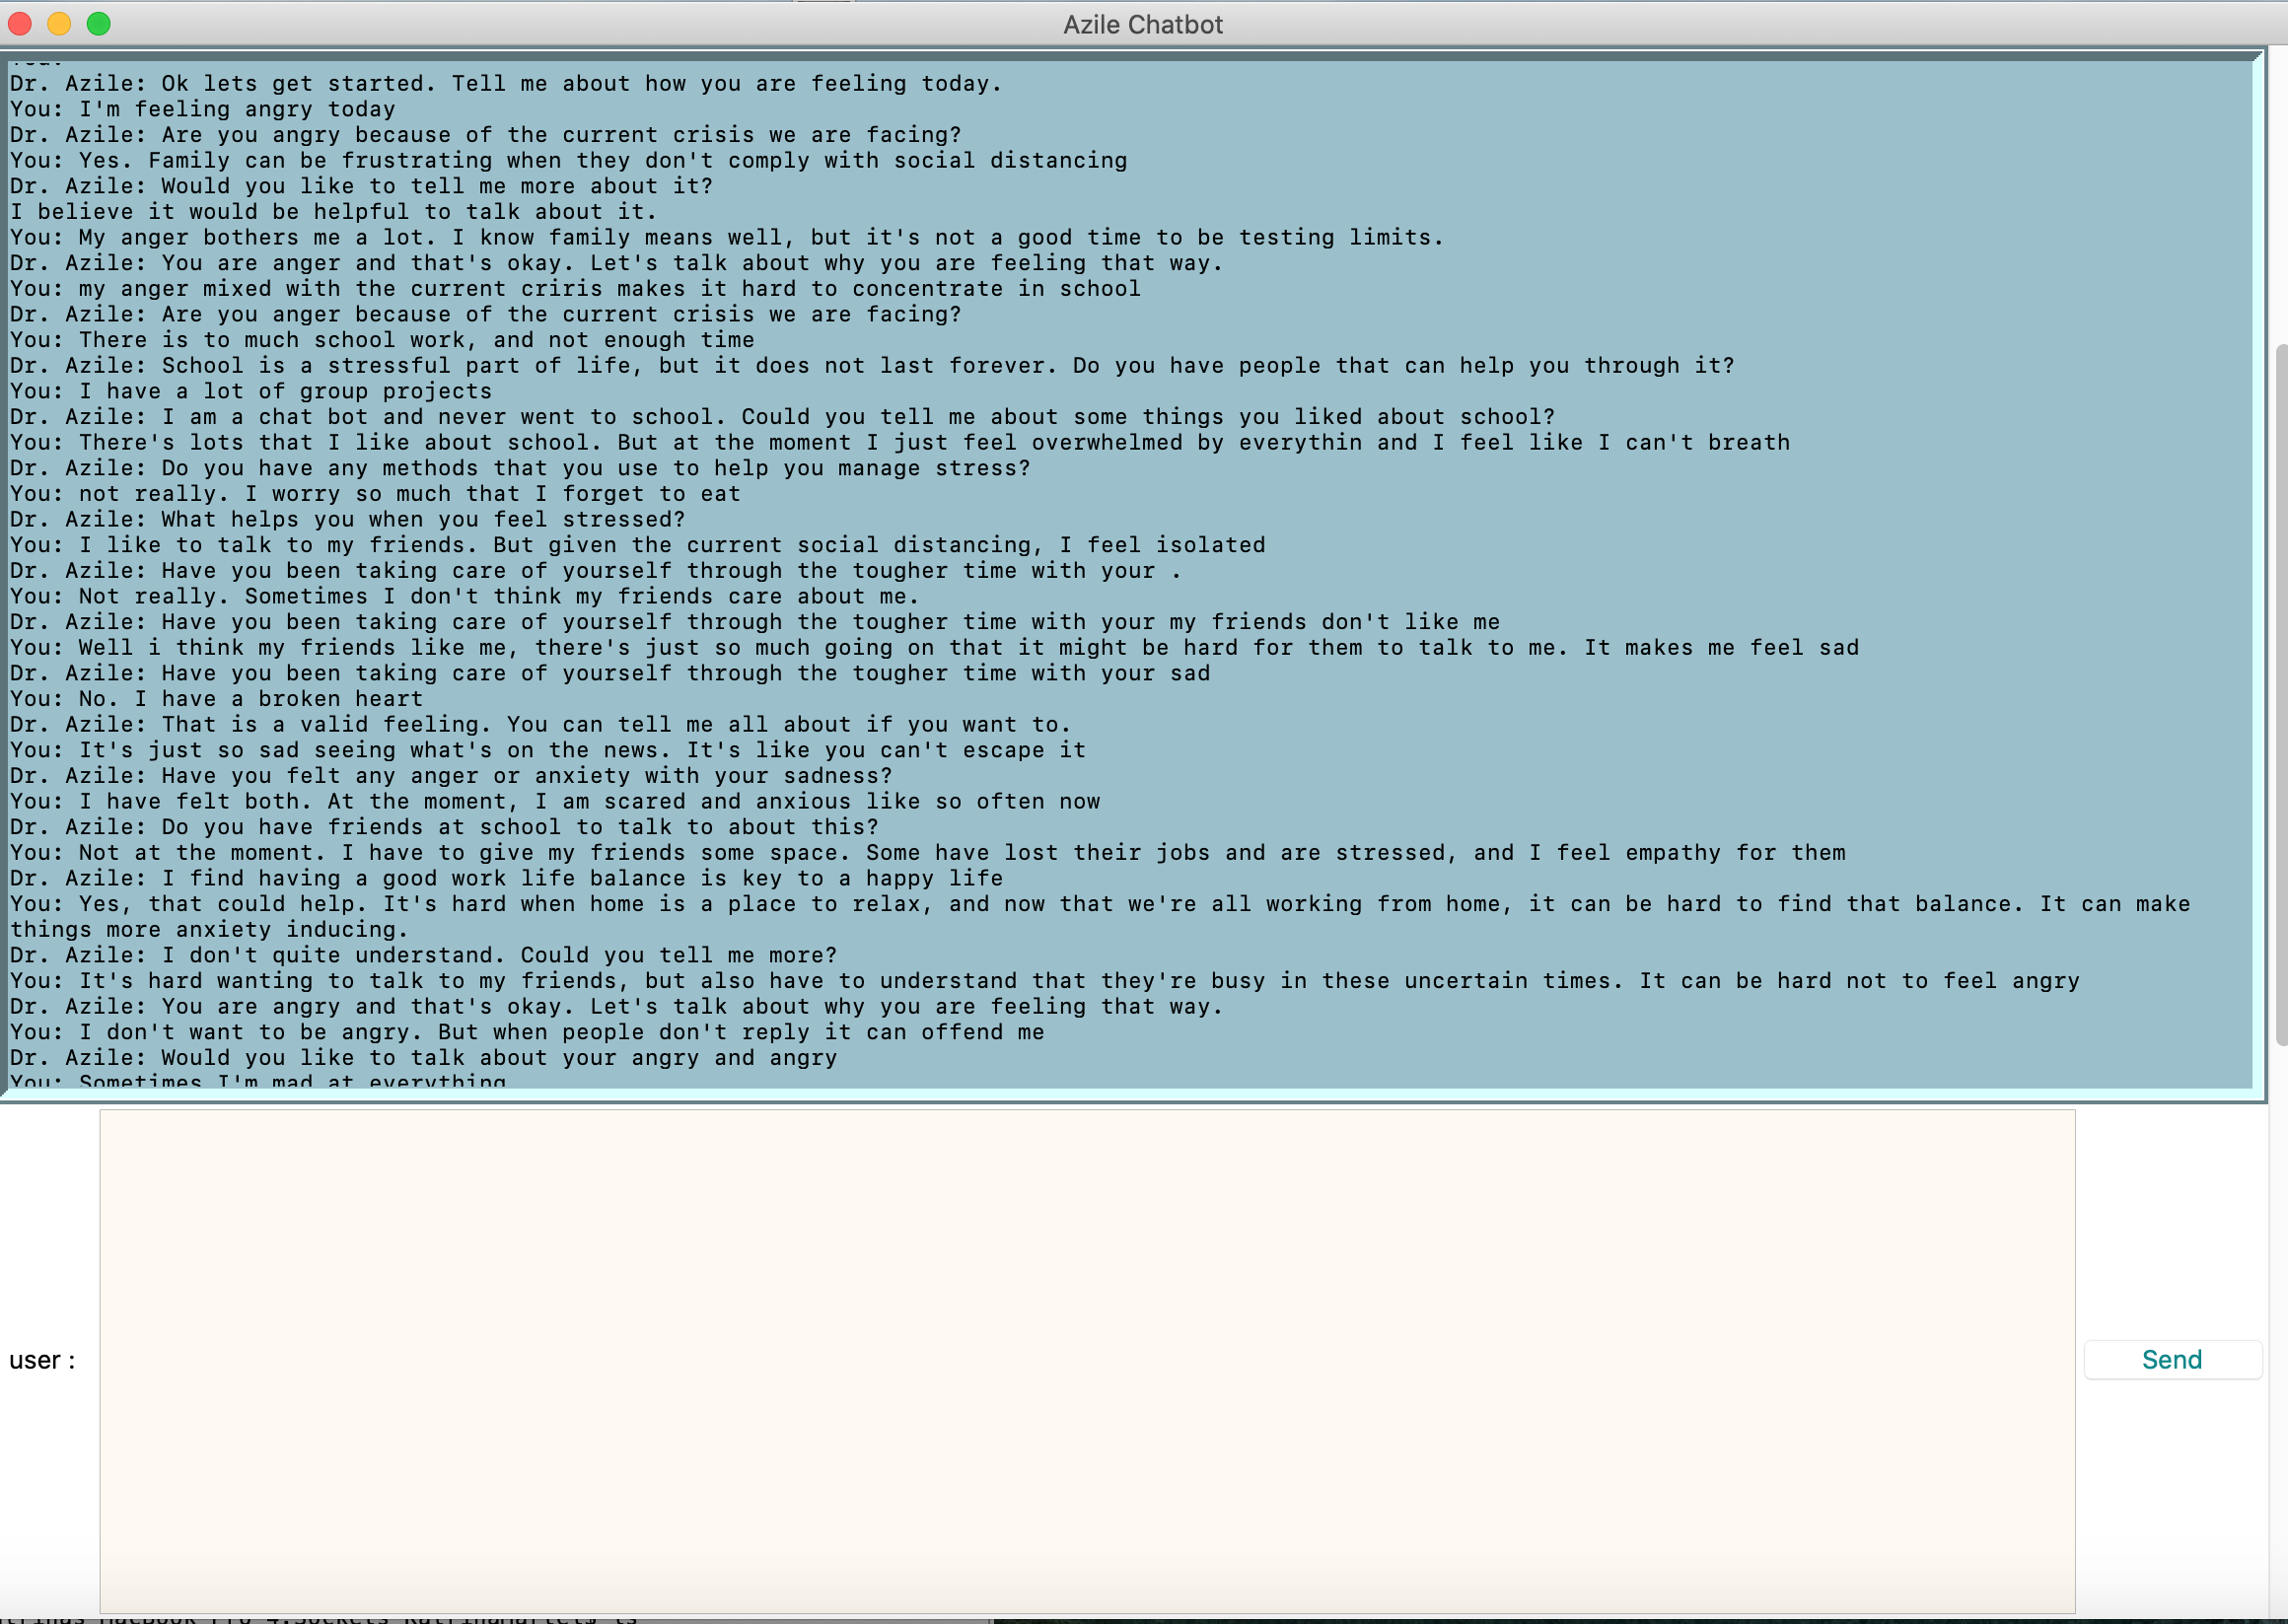 Azile Chatbot
You:
Dr. Azile: Ok lets get started. Tell me about how you are feeling today.
You: I'm feeling angry today
Dr. Azile: Are you angry because of the current crisis we are facing?
You: Yes. Family can be frustrating when they don't comply with social distancing
Dr. Azile: Would you like to tell me more about it?
I believe it would be helpful to talk about it.
You: My anger bothers me a lot. I know family means well, but it's not a good time to be testing limits.
Dr. Azile: You are anger and that's okay. Let's talk about why you are feeling that way.
You: my anger mixed with the current criris makes it hard to concentrate in school
Dr. Azile: Are you anger because of the current crisis we are facing?
You: There is to much school work, and not enough time
Dr. Azile: School is a stressful part of life, but it does not last forever. Do you have people that can help you through it?
You: I have a lot of group projects
Dr. Azile: I am a chat bot and never went to school. Could you tell me about some things you liked about school?
You: There's lots that I like about school. But at the moment I just feel overwhelmed by everythin and I feel like I can't breath
Dr. Azile: Do you have any methods that you use to help you manage stress?
You: not really. I worry so much that I forget to eat
Dr. Azile: What helps you when you feel stressed?
You: I like to talk to my friends. But given the current social distancing, I feel isolated
Dr. Azile: Have you been taking care of yourself through the tougher time with your .
You: Not really. Sometimes I don't think my friends care about me.
Dr. Azile: Have you been taking care of yourself through the tougher time with your my friends don't like me
You: Well i think my friends like me, there's just so much going on that it might be hard for them to talk to me. It makes me feel sad
Dr. Azile: Have you been taking care of yourself through the tougher time with your sad
You: No. I have a broken heart
Dr. Azile: That is a valid feeling. You can tell me all about if you want to.
You: It's just so sad seeing what's on the news. It's like you can't escape it
Dr. Azile: Have you felt any anger or anxiety with your sadness?
You: I have felt both. At the moment, I am scared and anxious like so often now
Dr. Azile: Do you have friends at school to talk to about this?
You: Not at the moment. I have to give my friends some space. Some have lost their jobs and are stressed, and I feel empathy for them
Dr. Azile: I find having a good work life balance is key to a happy life
You: Yes, that could help. It's hard when home is a place to relax, and now that we're all working from home, it can be hard to find that balance. It can make
things more anxiety inducing.
Dr. Azile: I don't quite understand. Could you tell me more?
You: It's hard wanting to talk to my friends, but also have to understand that they're busy in these uncertain times. It can be hard not to feel angry
Dr. Azile: You are angry and that's okay. Let's talk about why you are feeling that way.
You: I don't want to be angry. But when people don't reply it can offend me
Dr. Azile: Would you like to talk about your angry and angry
You: Sometimes I'm mad at everything
user :
Send